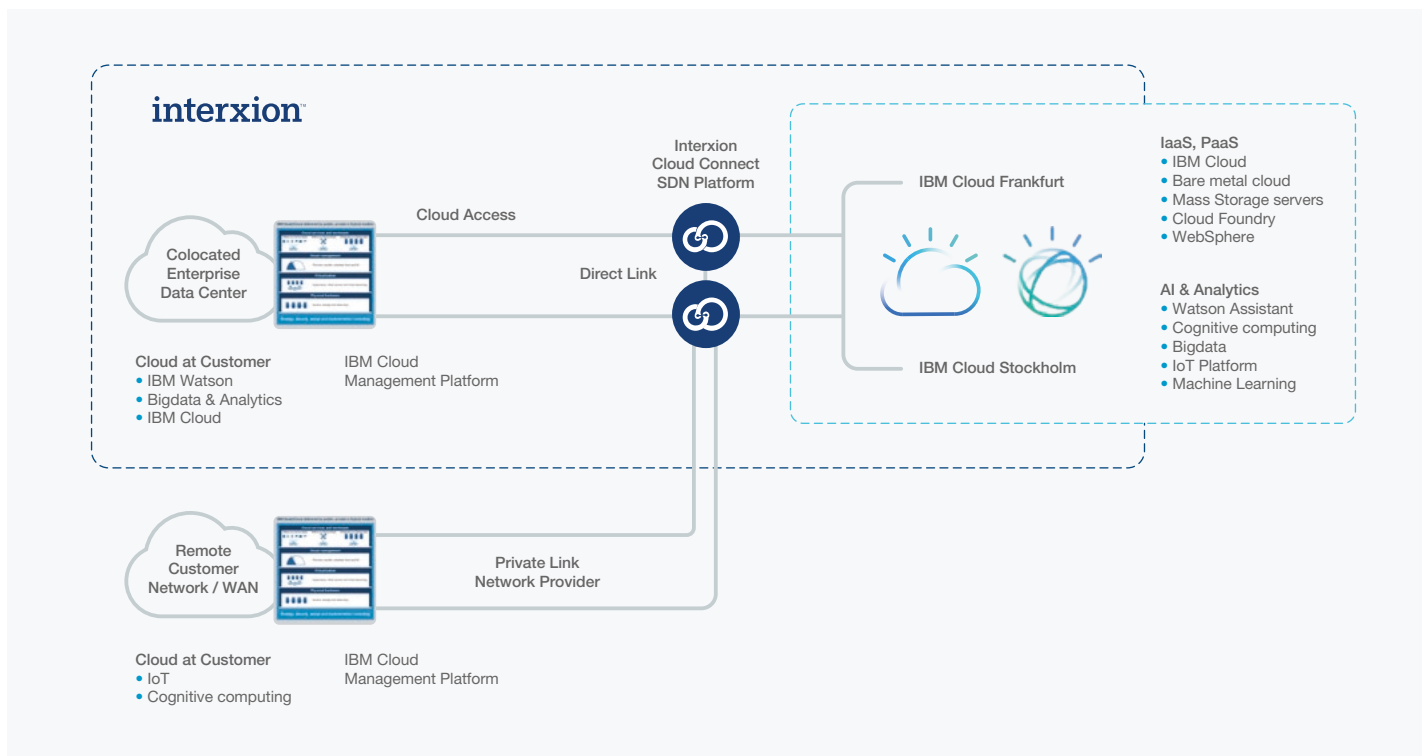 interxion™
Interxion
Cloud Connect
SDN Platform
Cloud Access
Direct Link
Colocated
Enterprise
Data Center
Cloud at Customer
• IBM Watson
• Bigdata & Analytics
• IBM Cloud
IBM Cloud
Management Platform
IBM Cloud Frankfurt
IBM Cloud Stockholm
IaaS, PaaS
• IBM Cloud
• Bare metal cloud
• Mass Storage servers
• Cloud Foundry
• WebSphere
AI & Analytics
• Watson Assistant
• Cognitive computing
• Bigdata
• IoT Platform
• Machine Learning
Remote
Customer
Network / WAN
Private Link
Network Provider
Cloud at Customer
• IoT
• Cognitive computing
IBM Cloud
Management Platform